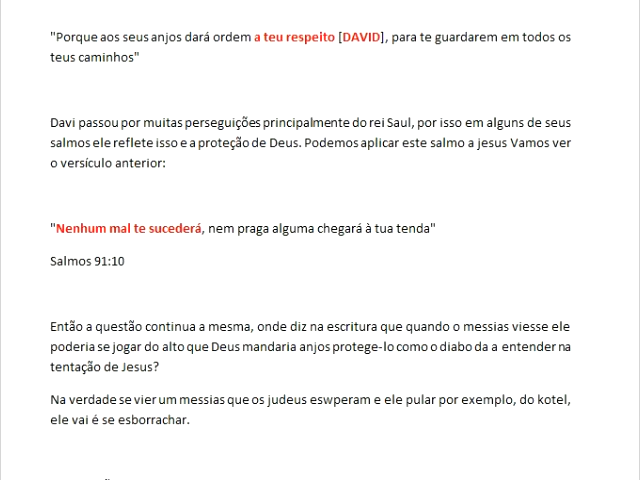 "Porque aos seus anjos dará ordem a teu respeito [DAVID], para te guardarem em todos os
teus caminhos"
Davi passou por muitas perseguições principalmente do rei Saul, por isso em alguns de seus
salmos ele reflete isso e a proteção de Deus. Podemos aplicar este salmo a jesus Vamos ver
o versículo anterior:
"Nenhum mal te sucederá, nem praga alguma chegará à tua tenda"
Salmos 91:10
Então a questão continua a mesma, onde diz na escritura que quando o messias viesse ele
poderia se jogar do alto que Deus mandaria anjos protege-lo como o diabo da a entender na
tentação de Jesus?
Na verdade se vier um messias que os judeus eswperam e ele pular por exemplo, do kotel,
ele vai é se esborrachar.